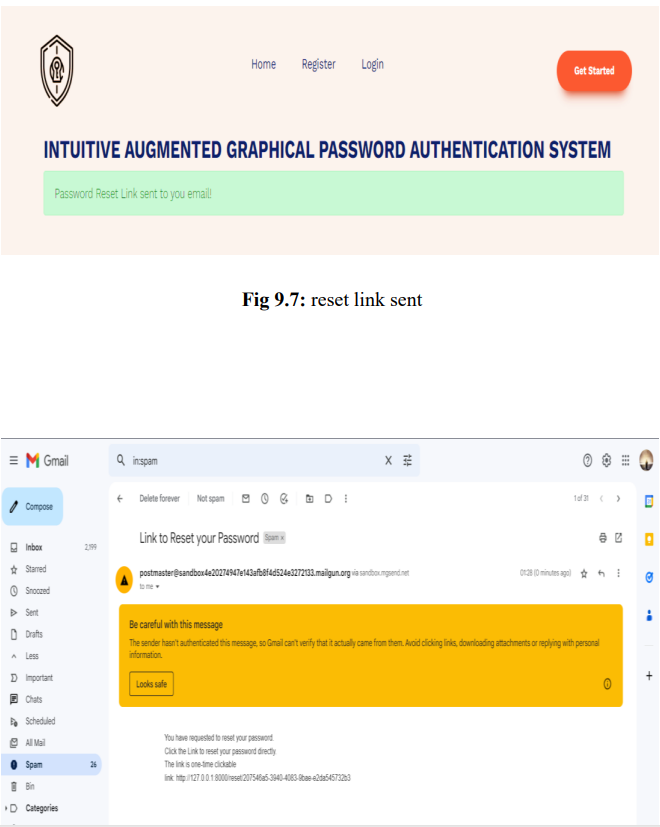 Home Register Login
Get Started
INTUITIVE AUGMENTED GRAPHICAL PASSWORD AUTHENTICATION SYSTEM
Password Reset Link sent to you email!
Fig 9.7: reset link sent
Gmail
in:spam
Compose
Delete forever Not spam
1 of 31
Link to Reset your Password Spam x
Inbox 2,199
Starred
Snoozed
Sent
Drafts
Less
Important
Chats
Scheduled
All Mail
Spam 26
Bin
Categories
postmaster@sandbox4e20274947e143afb8f4d524e3272133.mailgun.org via sandbox.mgsend.net
01:28 (0 minutes ago)
to me
Be careful with this message
The sender hasn't authenticated this message, so Gmail can't verify that it actually came from them. Avoid clicking links, downloading attachments or replying with personal
information.
Looks safe
You have requested to reset your password.
Click the Link to reset your password directly
The link is one-time clickable
link: http://127.0.0.1:8000/reset/207546a5-3940-4083-9bae-e2da545732b3